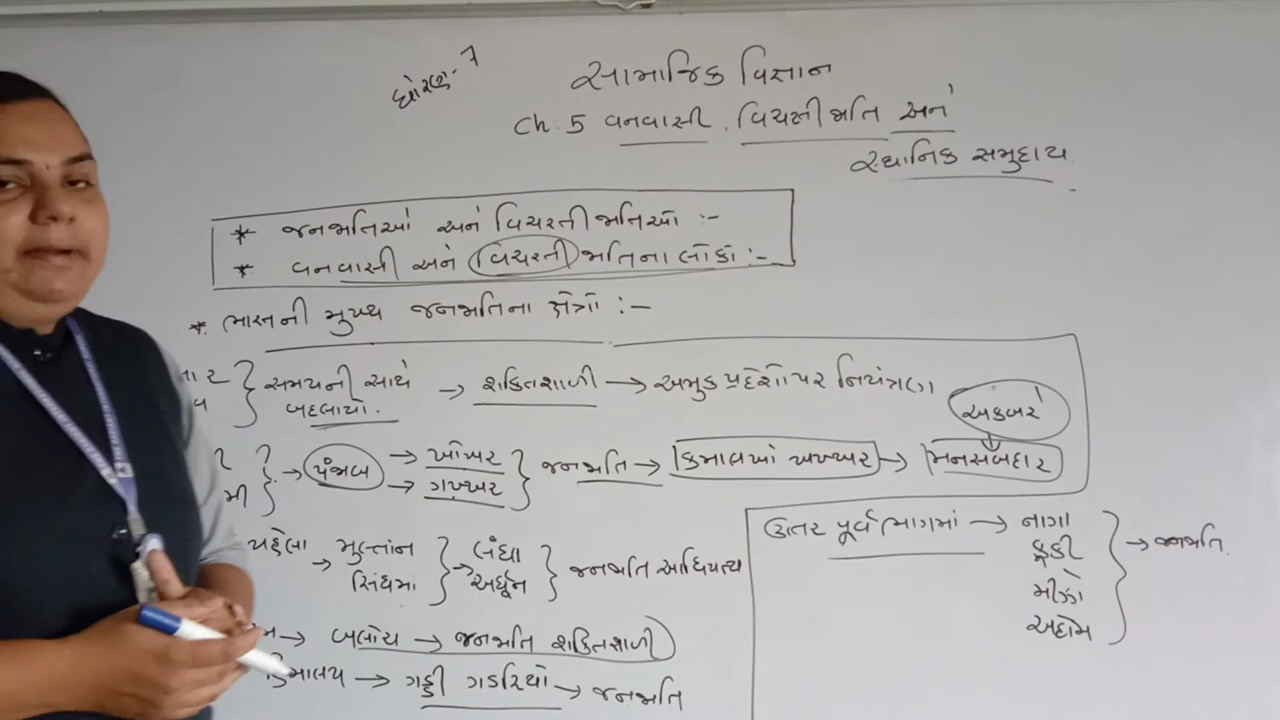 ધોરણ- 7
સામાજિક વિજ્ઞાન
Ch. 5 વનવાસી, વિચરતી જાતિ અને
સ્થાનિક સમુદાય.
* જનજાતિઓ અને વિચરતી જાતિઓ :-
* વનવાસી અને વિચરતી જાતિના લોકો :-
* ભારતની મુખ્ય જનજાતિના ક્ષેત્રો :-
સમયની સાથે → શક્તિશાળી → અમુક પ્રદેશો પર નિયંત્રણ
બદલાયો.
અકબરે
પંજાબ → ખોખર → ગખ્ખર } જનજાતિ → કમાલખાં ગખ્ખર → મનસબદાર
ઉત્તર પૂર્વ ભાગમાં → નાગા
કૂકી
મીઝો
અહોમ
→ જનજાતિ.
પહેલા → મુલ્તાન
સિંધમાં } → લંઘા
અર્ઘૂન } જનજાતિ આધિપત્ય
→ બલોચ → જનજાતિ શક્તિશાળી
હિમાલય → ગડ્ડી ગડરિયો → જનજાતિ